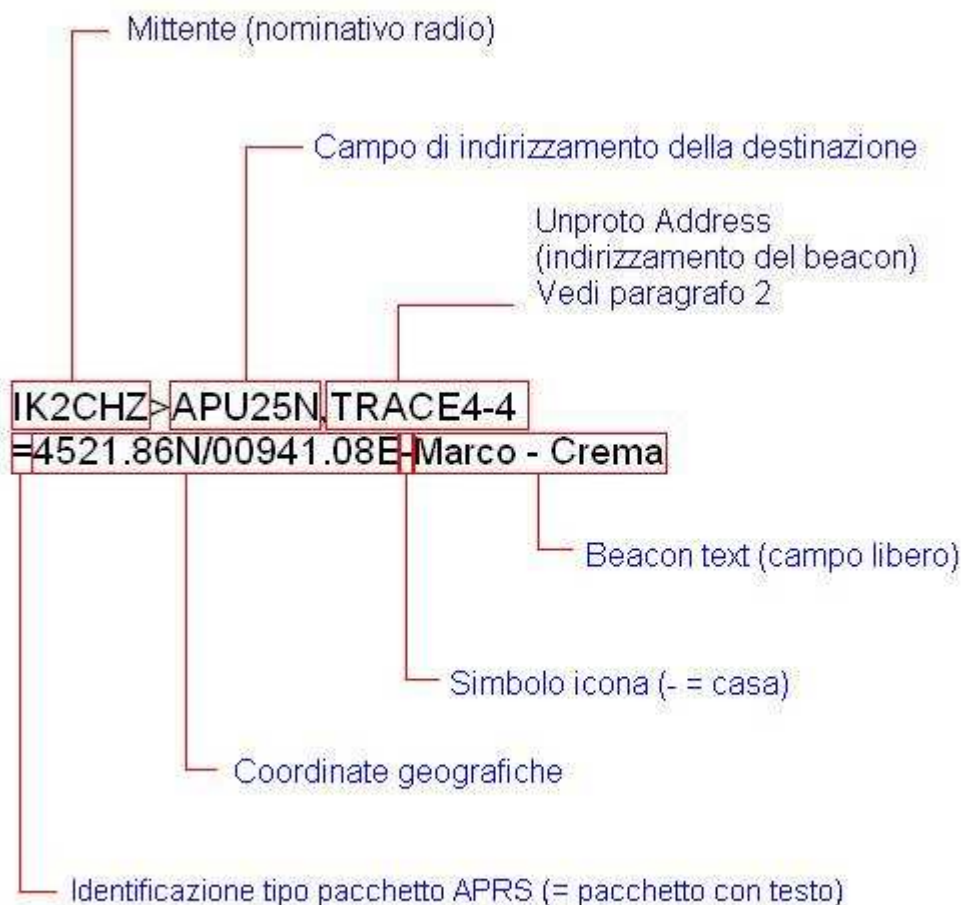 Mittente (nominativo radio)
Campo di indirizzamento della destinazione
Unproto Address
(indirizzamento del beacon)
Vedi paragrafo 2
IK2CHZ>APU25N,TRACE4-4
=4521.86N/00941.08E-Marco - Crema
Beacon text (campo libero)
Simbolo icona (- = casa)
Coordinate geografiche
Identificazione tipo pacchetto APRS (= pacchetto con testo)